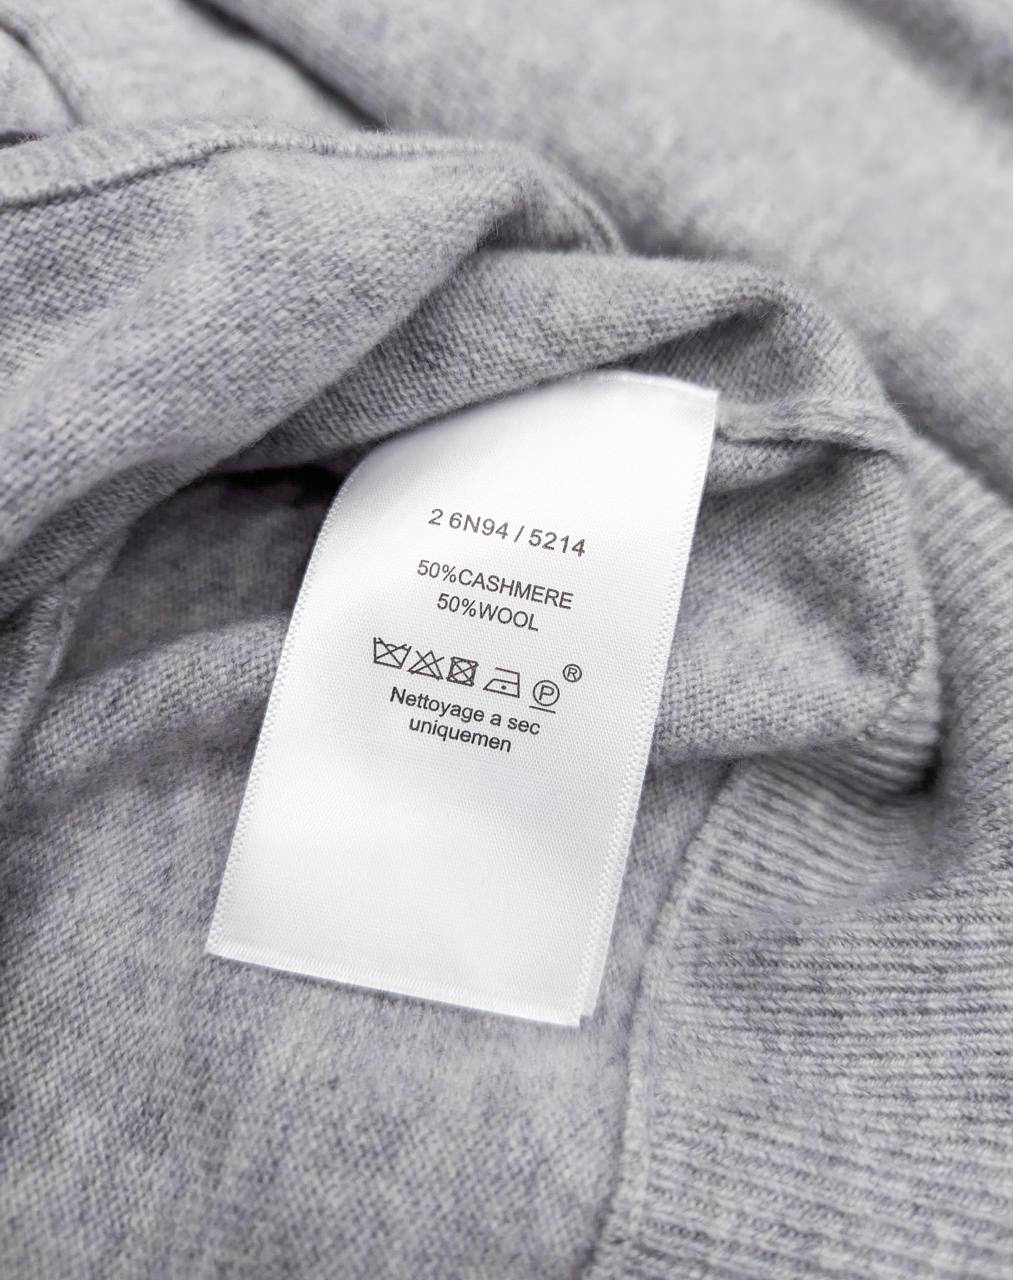 2 6N94 / 5214
50%CASHMERE
50%WOOL
P ®
Nettoyage a sec
uniquemen